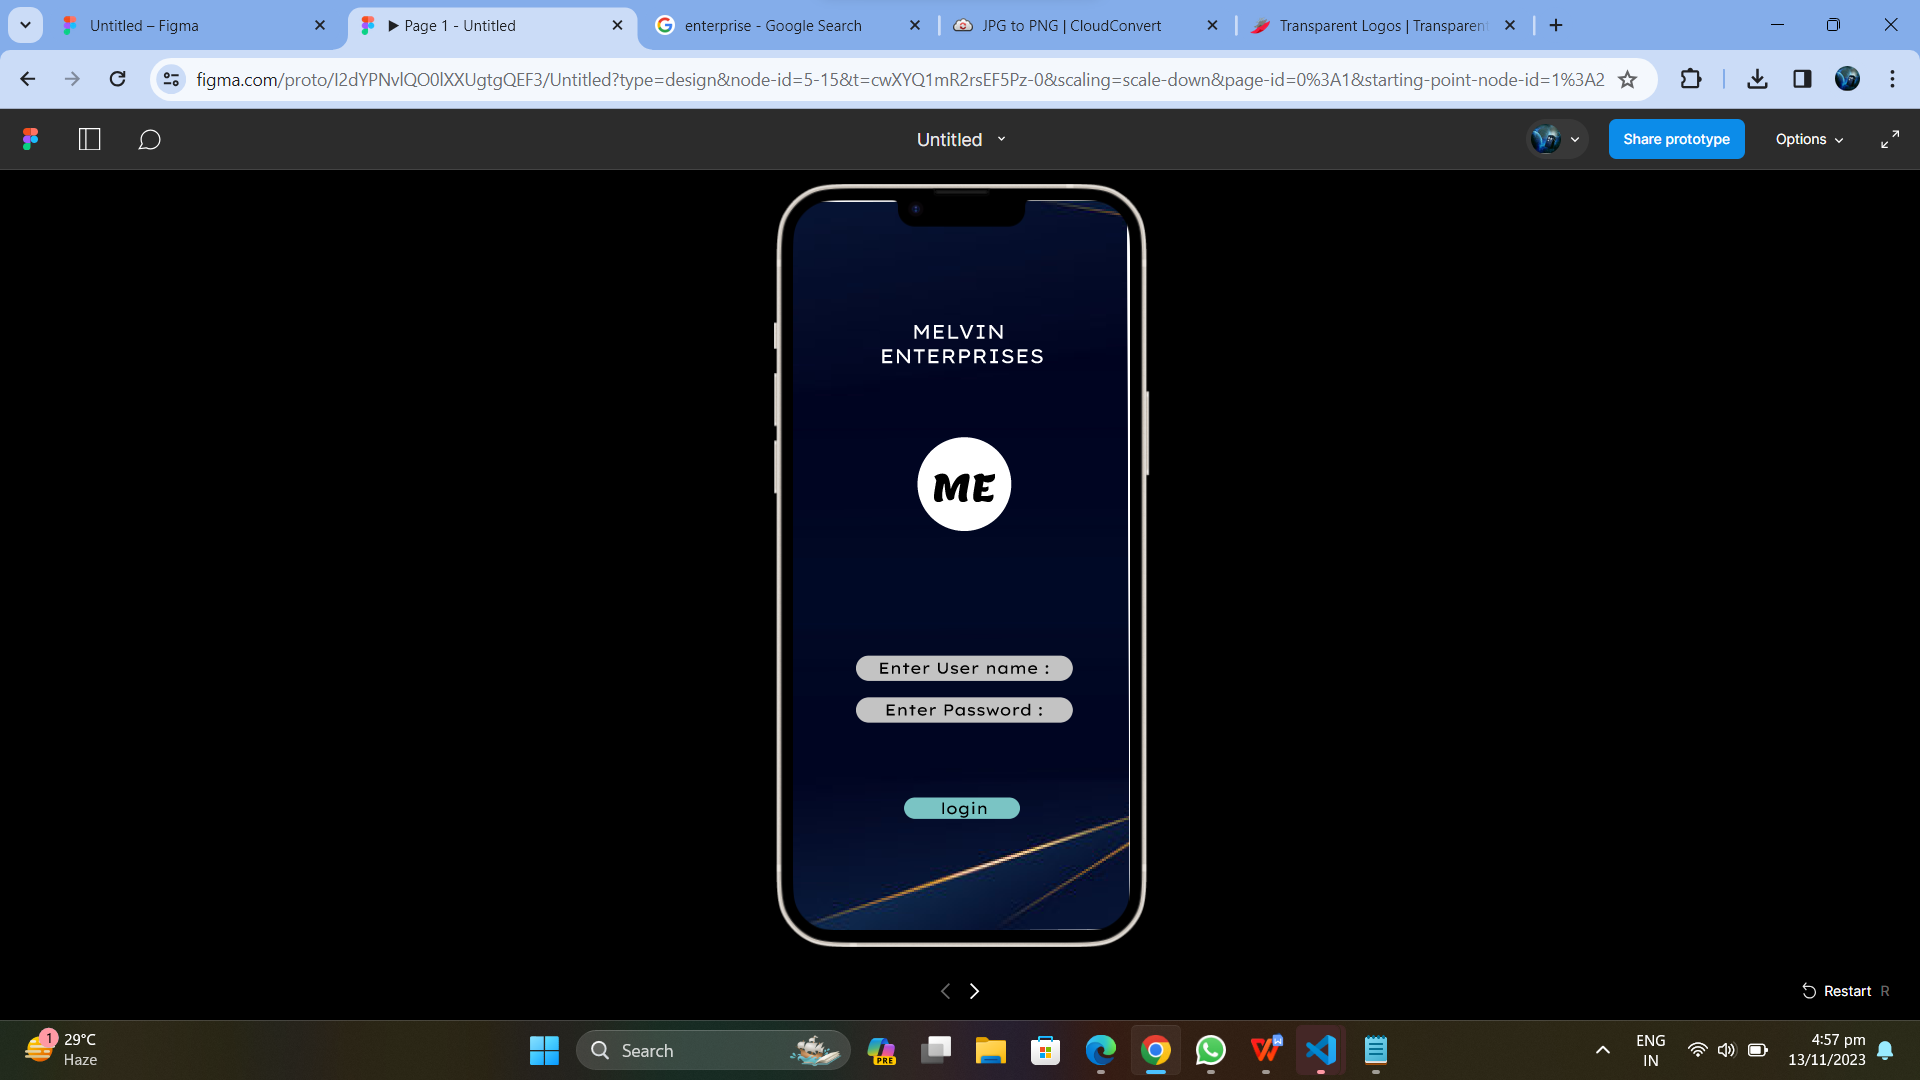 Untitled – Figma
▶ Page 1 - Untitled
enterprise - Google Search
JPG to PNG | CloudConvert
Transparent Logos | Transparent
figma.com/proto/I2dYPNvlQO0lXXUgtgQEF3/Untitled?type=design&node-id=5-15&t=cwXYQ1mR2rsEF5Pz-0&scaling=scale-down&page-id=0%3A1&starting-point-node-id=1%3A2
Untitled
Share prototype
Options
MELVIN
ENTERPRISES
ME
Enter User name :
Enter Password :
login
Restart R
1
29°C
Haze
Search
PRE
ENG
IN
4:57 pm
13/11/2023